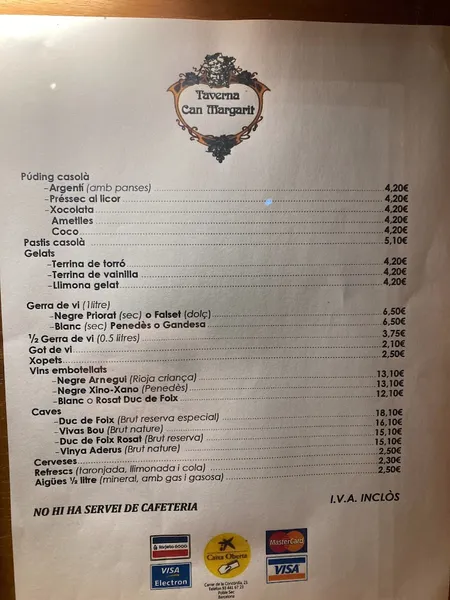 Taverna
Can Margarit
Púding casolà
-Argentí (amb panses) 4,20€
-Préssec al licor 4,20€
-Xocolata 4,20€
Ametlles 4,20€
Coco 4,20€
Pastis casolà 5,10€
Gelats
-Terrina de torró 4,20€
-Terrina de vainilla 4,20€
-Llimona gelat 4,20€
Gerra de vi (1litre)
-Negre Priorat (sec) o Falset (dolç) 6,50€
-Blanc (sec) Penedès o Gandesa 6,50€
½ Gerra de vi (0.5 litres) 3,75€
Got de vi 2,10€
Xopets 2,50€
Vins embotellats
-Negre Arnegui (Rioja criança) 13,10€
-Negre Xino-Xano (Penedès) 13,10€
-Blanc o Rosat Duc de Foix 12,10€
Caves
-Duc de Foix (Brut reserva especial) 18,10€
-Vivas Bou (Brut nature) 16,10€
-Duc de Foix Rosat (Brut reserva) 15,10€
-Vinya Aderus (Brut nature) 15,10€
Cerveses 2,50€
Refrescs (taronjada, llimonada i cola) 2,30€
Aigües ½ litre (mineral, amb gas i gasosa) 2,50€
I.V.A. INCLÒS
NO HI HA SERVEI DE CAFETERIA
Caixa Oberta
MasterCard
VISA
Electron
VISA
Poble Sec
Barcelona